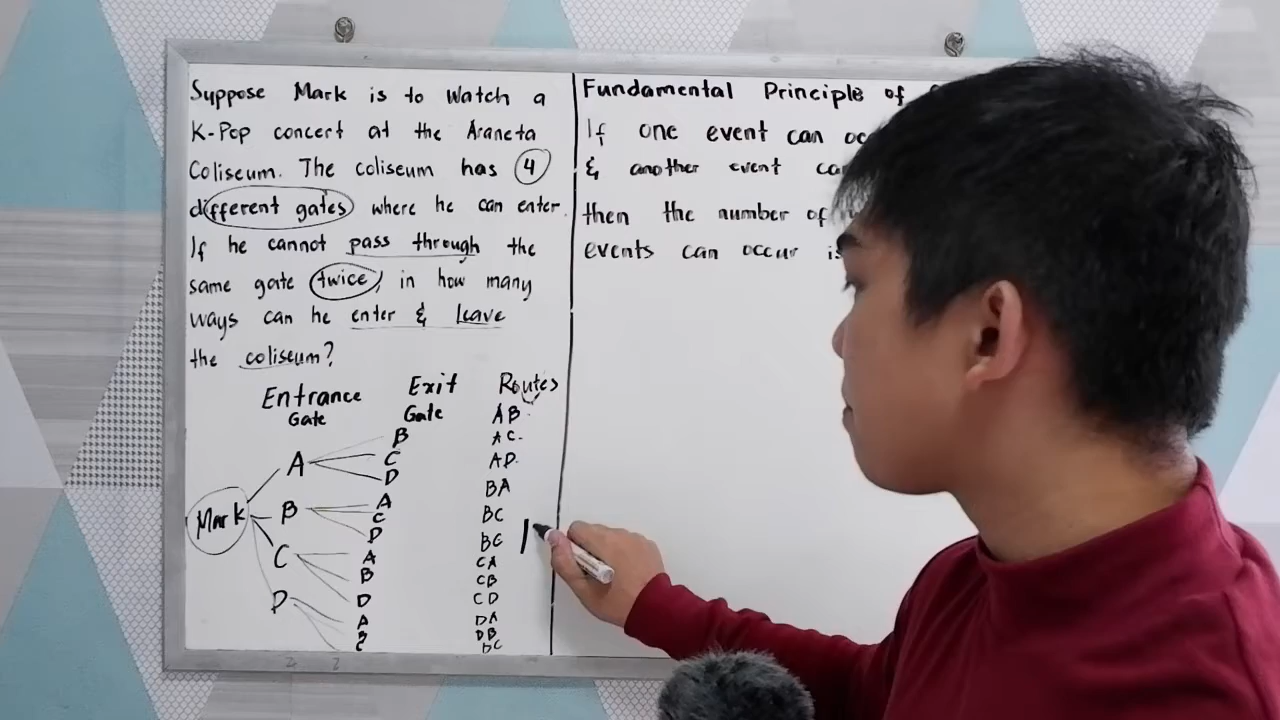 Suppose Mark is to Watch a
K-Pop concert at the Araneta
Coliseum. The coliseum has 4
different gates where he can enter.
If he cannot pass through the
same gate twice, in how many
ways can he enter & leave
the coliseum?
Entrance Exit Routes
Gate Gate
AB
B
AC
C
A
AD
D
BA
A
Mark
B
BC
C
D
BC
A
C
CA
B
CB
D
CD
D
A
DA
B
DB
C
DC
Fundamental Principle of
If one event can
& another event
then the number of
events can occur